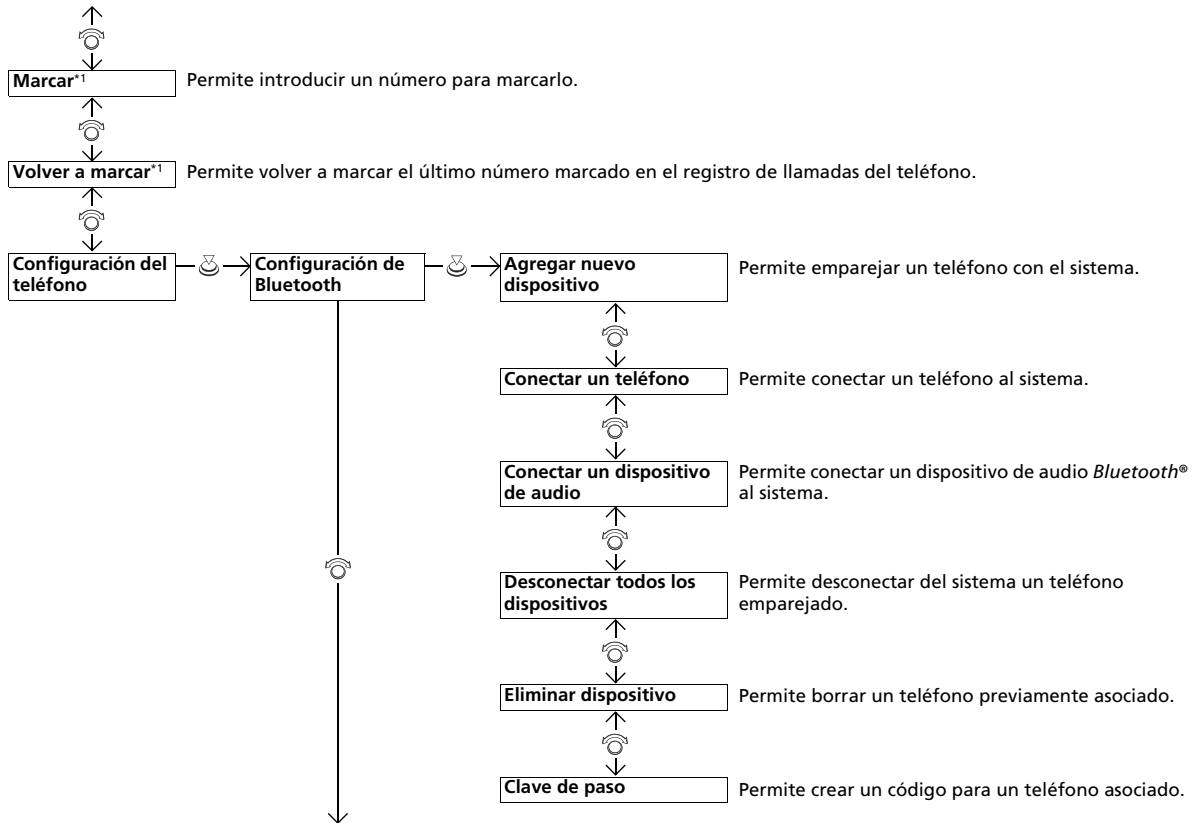 Marcar*1
Permite introducir un número para marcarlo.
Volver a marcar*1
Permite volver a marcar el último número marcado en el registro de llamadas del teléfono.
Configuración del
teléfono
Configuración de
Bluetooth
Agregar nuevo
dispositivo
Permite emparejar un teléfono con el sistema.
Conectar un teléfono
Permite conectar un teléfono al sistema.
Conectar un dispositivo
de audio
Permite conectar un dispositivo de audio Bluetooth®
al sistema.
Desconectar todos los
dispositivos
Permite desconectar del sistema un teléfono
emparejado.
Eliminar dispositivo
Permite borrar un teléfono previamente asociado.
Clave de paso
Permite crear un código para un teléfono asociado.